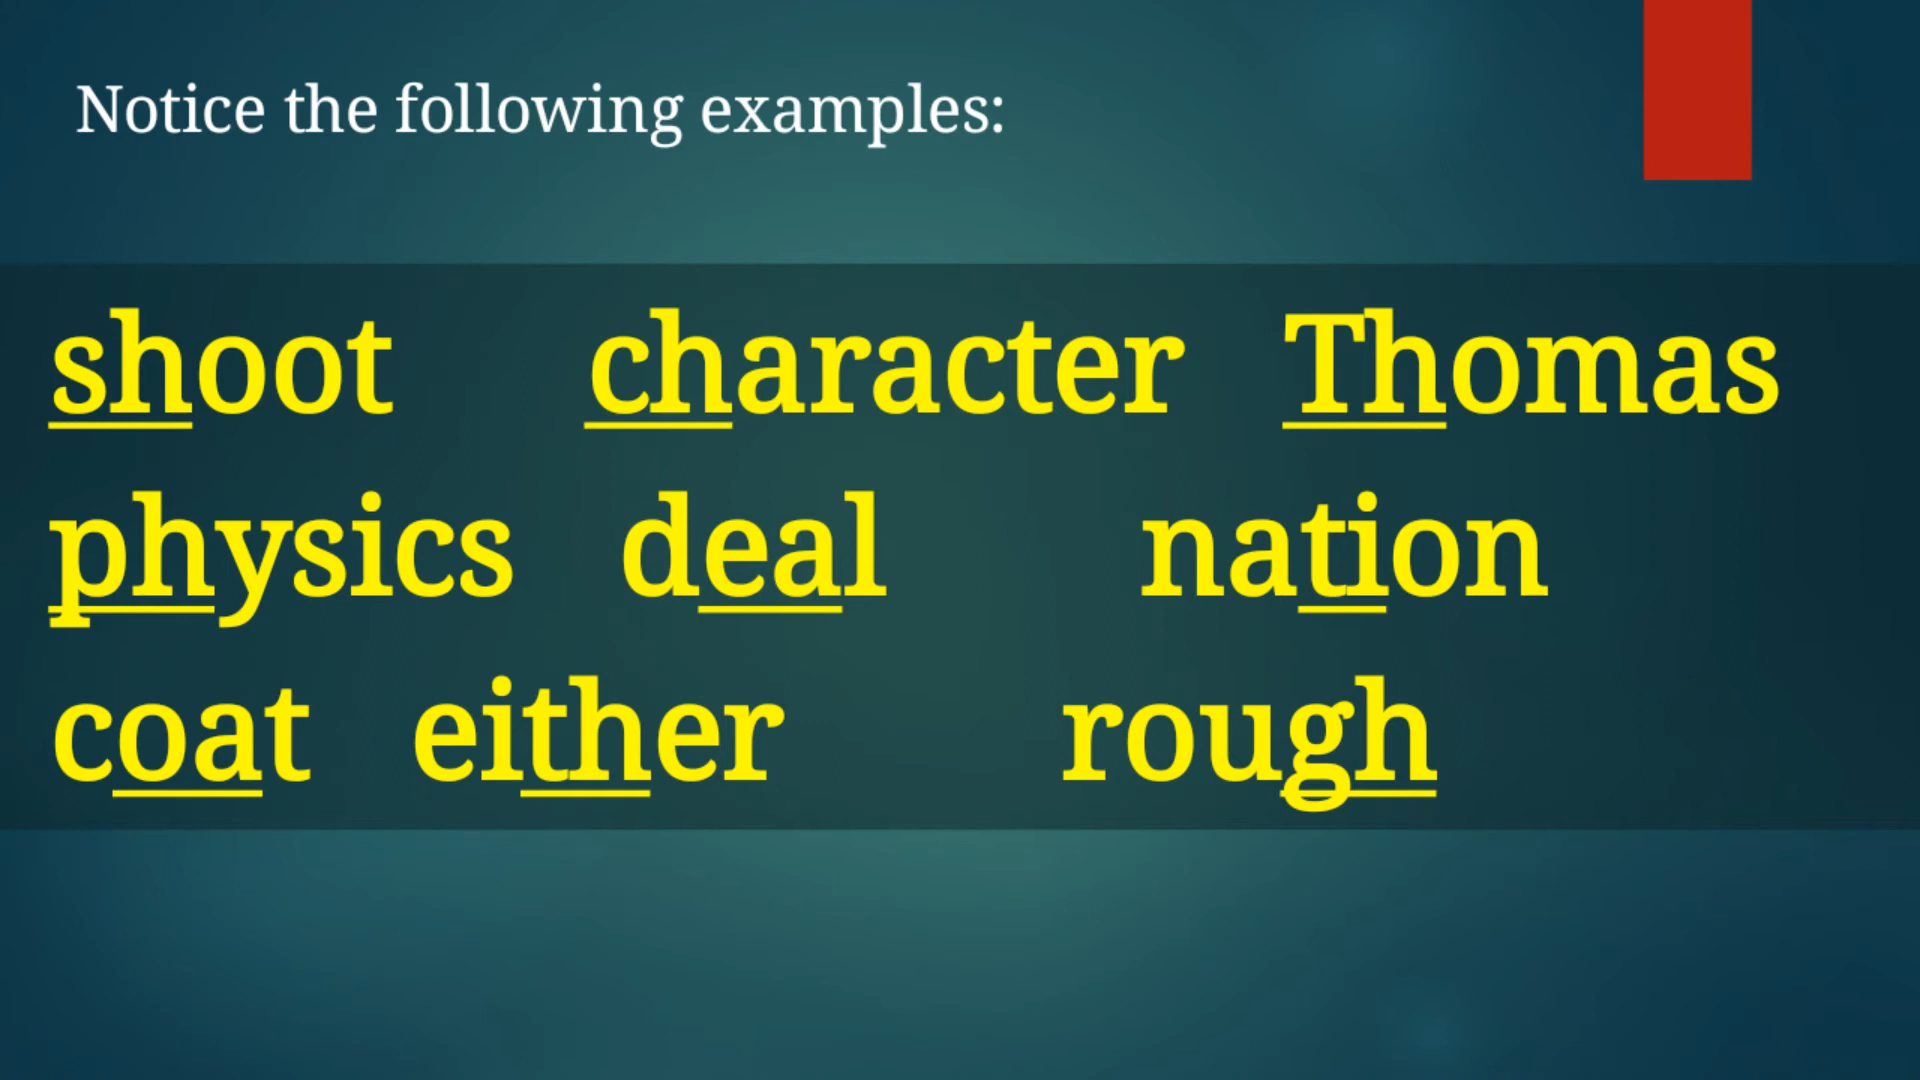 Notice the following examples:
shoot character Thomas
physics deal nation
coat either rough